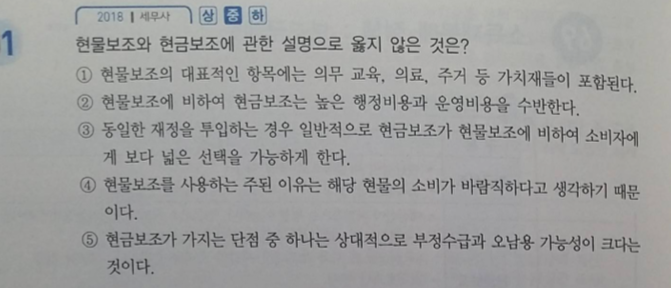 2018 | 세무사 상 중 하
1 현물보조와 현금보조에 관한 설명으로 옳지 않은 것은?
① 현물보조의 대표적인 항목에는 의무 교육, 의료, 주거 등 가치재들이 포함된다.
② 현물보조에 비하여 현금보조는 높은 행정비용과 운영비용을 수반한다.
③ 동일한 재정을 투입하는 경우 일반적으로 현금보조가 현물보조에 비하여 소비자에
게 보다 넓은 선택을 가능하게 한다.
④ 현물보조를 사용하는 주된 이유는 해당 현물의 소비가 바람직하다고 생각하기 때문
이다.
⑤ 현금보조가 가지는 단점 중 하나는 상대적으로 부정수급과 오남용 가능성이 크다는
것이다.